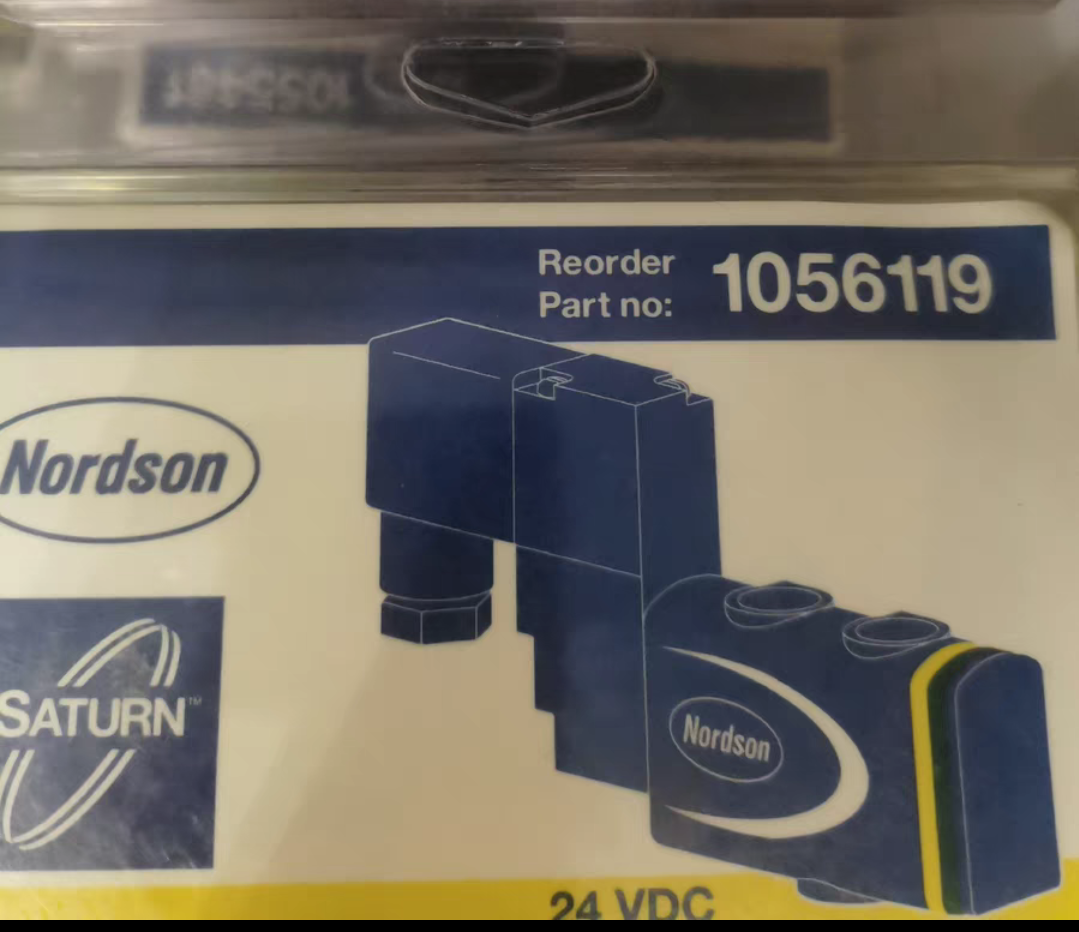 Reorder
Part no: 1056119
Nordson
SATURN™
Nordson
24 VDC